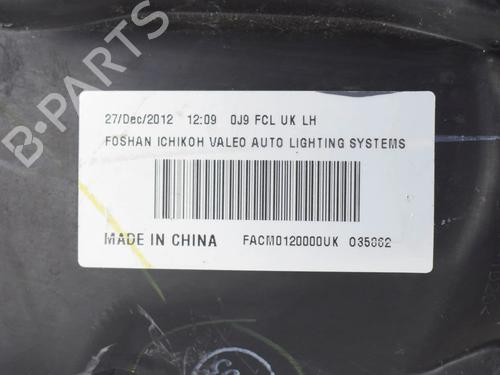 27/Dec/2012 12:09 0J9 FCL UK LH
FOSHAN ICHIKOH VALEO AUTO LIGHTING SYSTEMS
MADE IN CHINA FACM0120000UK 035862
B PARTS